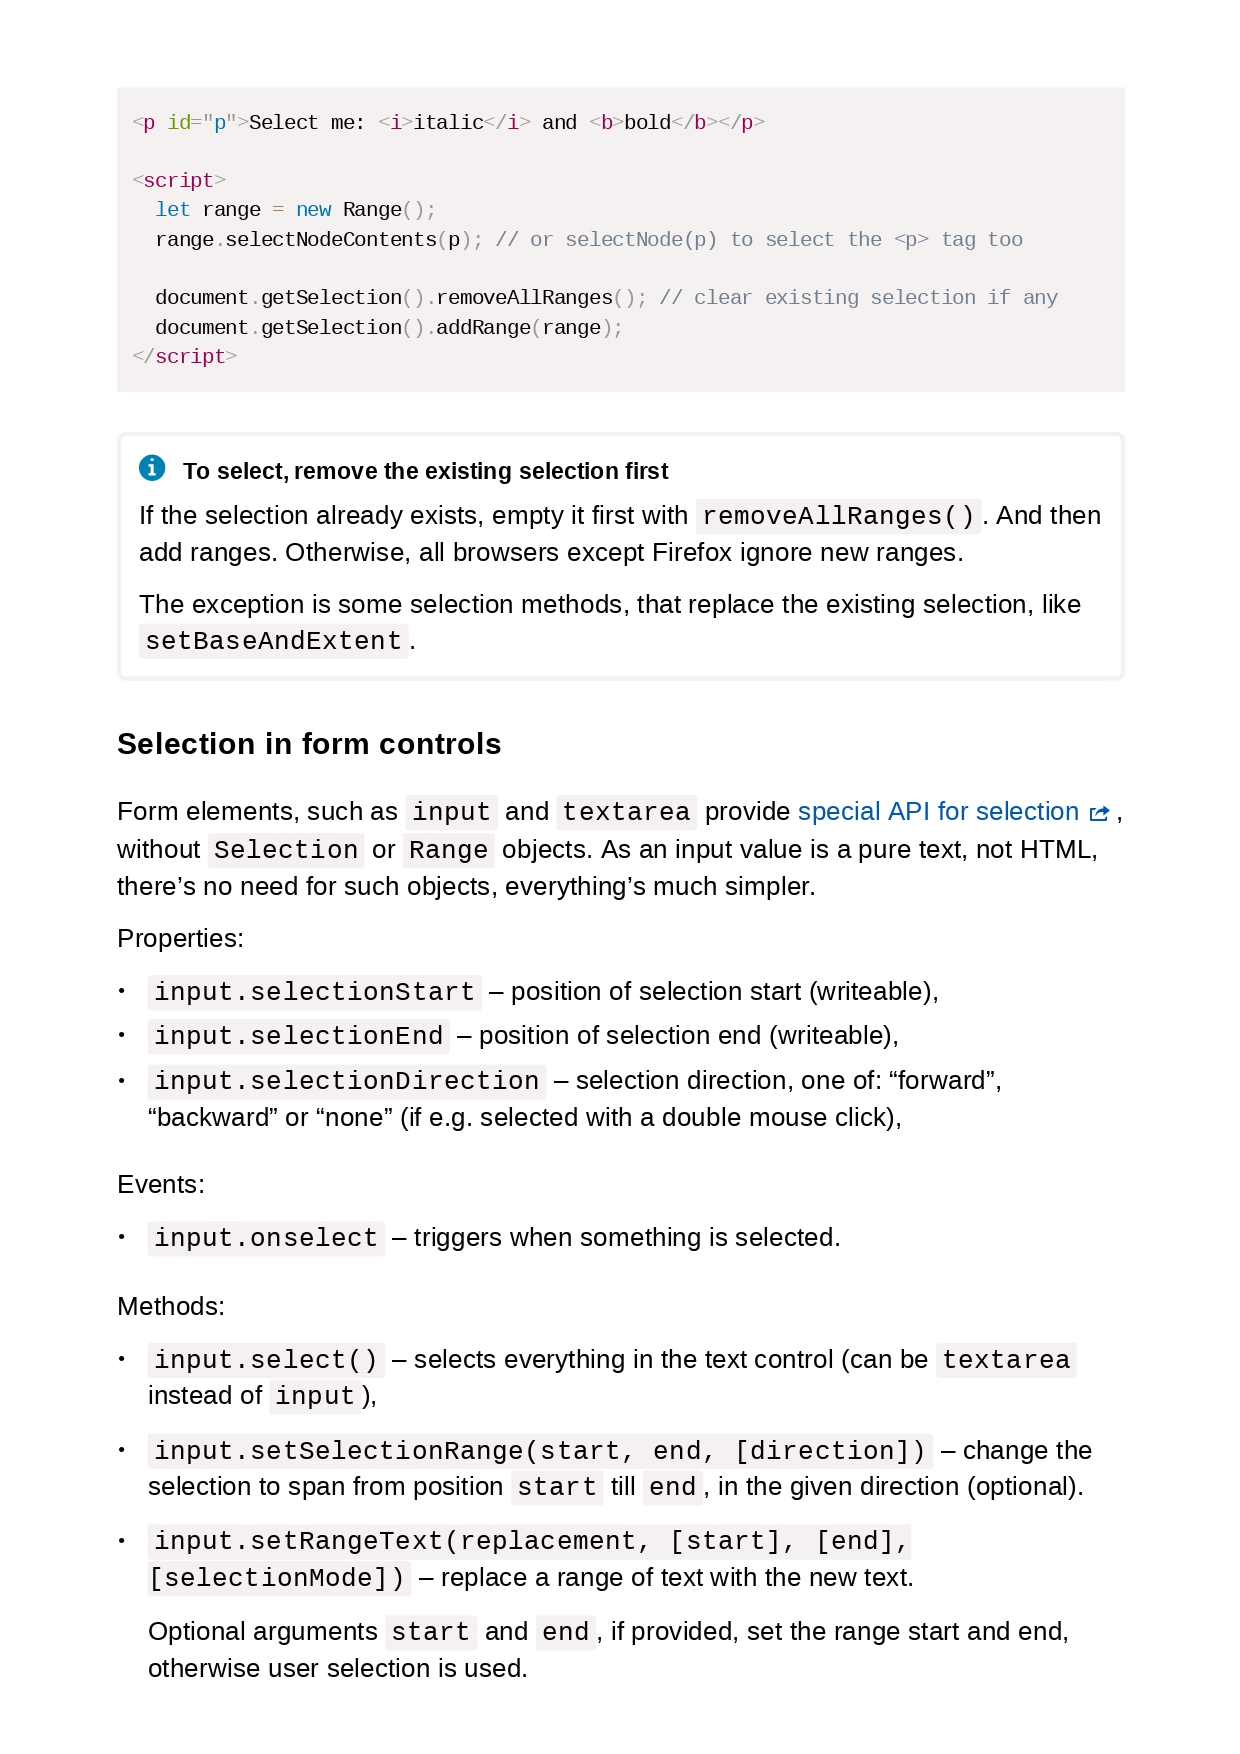 <p id="p">Select me: <i>italic</i> and <b>bold</b></p>
<script>
  let range = new Range();
  range.selectNodeContents(p); // or selectNode(p) to select the <p> tag too
  document.getSelection().removeAllRanges(); // clear existing selection if any
  document.getSelection().addRange(range);
</script>
To select, remove the existing selection first
If the selection already exists, empty it first with removeAllRanges(). And then
add ranges. Otherwise, all browsers except Firefox ignore new ranges.
The exception is some selection methods, that replace the existing selection, like
setBaseAndExtent.
Selection in form controls
Form elements, such as input and textarea provide special API for selection ,
without Selection or Range objects. As an input value is a pure text, not HTML,
there’s no need for such objects, everything’s much simpler.
Properties:
• input.selectionStart – position of selection start (writeable),
• input.selectionEnd – position of selection end (writeable),
• input.selectionDirection – selection direction, one of: “forward”,
“backward” or “none” (if e.g. selected with a double mouse click),
Events:
• input.onselect – triggers when something is selected.
Methods:
• input.select() – selects everything in the text control (can be textarea
instead of input),
• input.setSelectionRange(start, end, [direction]) – change the
selection to span from position start till end, in the given direction (optional).
• input.setRangeText(replacement, [start], [end],
[selectionMode]) – replace a range of text with the new text.
Optional arguments start and end, if provided, set the range start and end,
otherwise user selection is used.